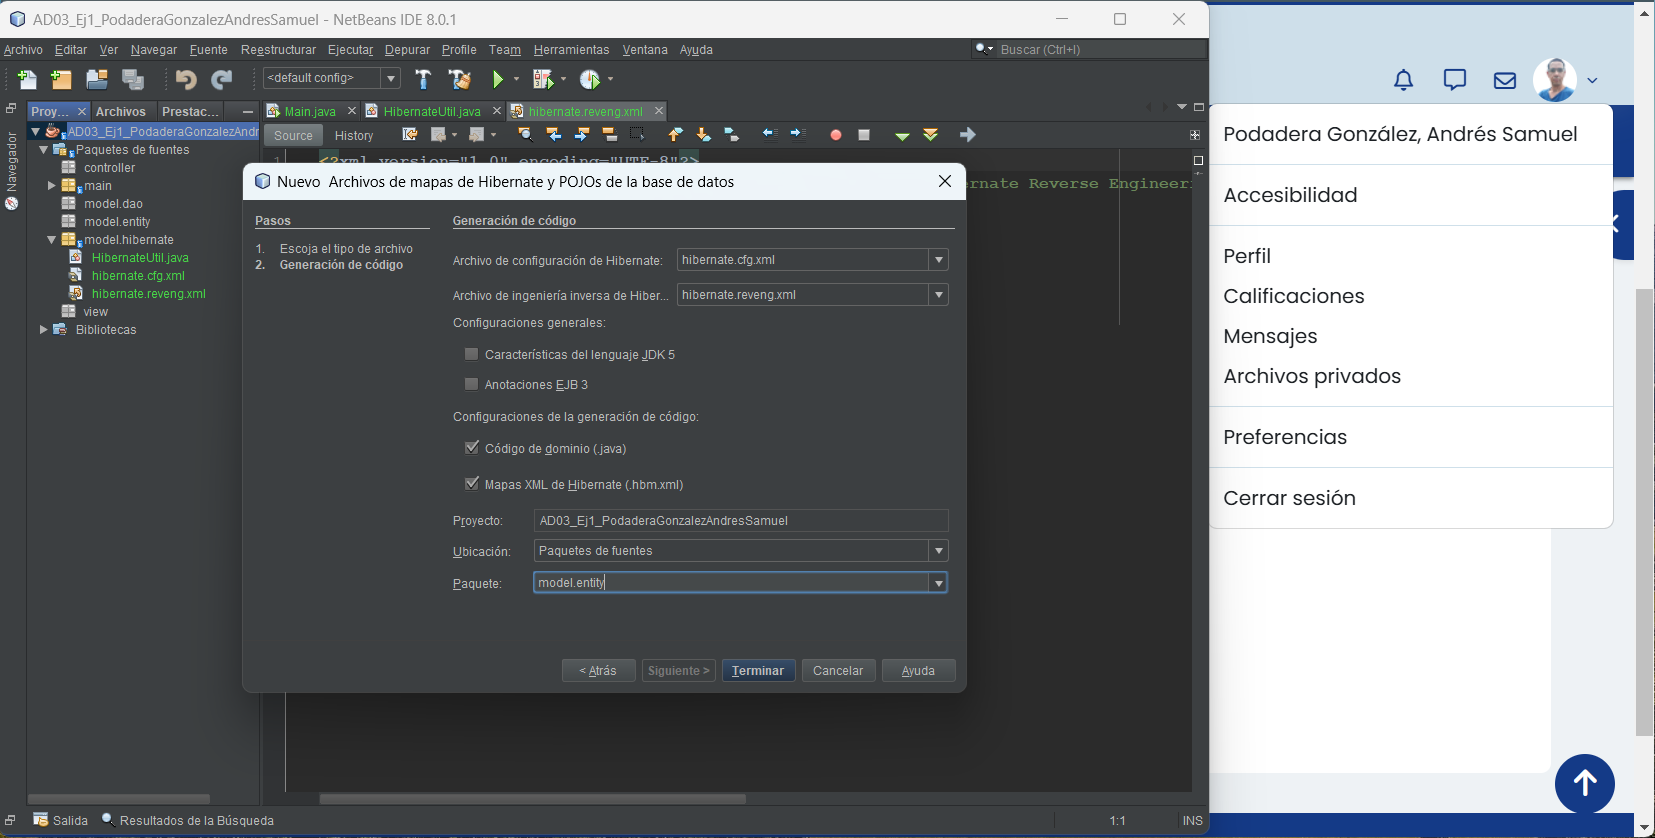 AD03_Ej1_PodaderaGonzalezAndresSamuel - NetBeans IDE 8.0.1
Archivo Editar Ver Navegar Fuente Reestructurar Ejecutar Depurar Profile Team Herramientas Ventana Ayuda
Buscar (Ctrl+I)
<default config>
Proy... Archivos Prestac...
Main.java HibernateUtil.java hibernate.reveng.xml
Source History
Navegador
AD03_Ej1_PodaderaGonzalezAndr
Paquetes de fuentes
controller
main
model.dao
model.entity
model.hibernate
HibernateUtil.java
hibernate.cfg.xml
hibernate.reveng.xml
view
Bibliotecas
1 <?xml version="1.0" encoding="UTF-8"?>
ernate Reverse Engineer
Nuevo Archivos de mapas de Hibernate y POJOs de la base de datos
Pasos
1. Escoja el tipo de archivo
2. Generación de código
Generación de código
Archivo de configuración de Hibernate: hibernate.cfg.xml
Archivo de ingeniería inversa de Hiber... hibernate.reveng.xml
Configuraciones generales:
Características del lenguaje JDK 5
Anotaciones EJB 3
Configuraciones de la generación de código:
Código de dominio (.java)
Mapas XML de Hibernate (.hbm.xml)
Proyecto: AD03_Ej1_PodaderaGonzalezAndresSamuel
Ubicación: Paquetes de fuentes
Paquete: model.entity
< Atrás Siguiente > Terminar Cancelar Ayuda
Salida Resultados de la Búsqueda
1:1 INS
Podadera González, Andrés Samuel
Accesibilidad
Perfil
Calificaciones
Mensajes
Archivos privados
Preferencias
Cerrar sesión